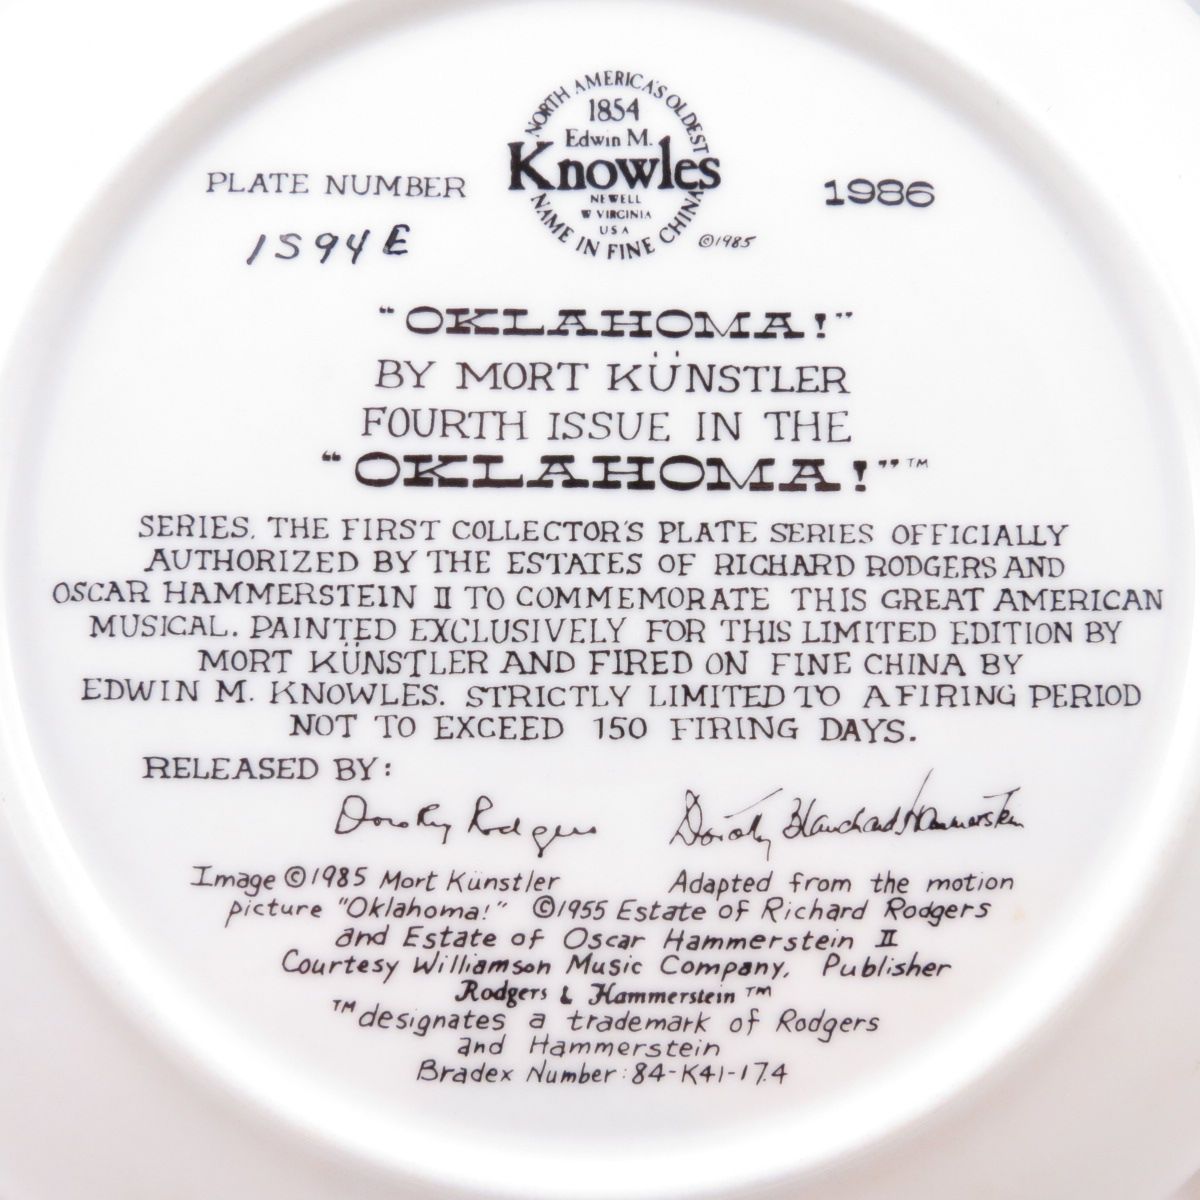 NORTH AMERICA'S OLDEST
1854
Edwin M.
Knowles
NEWELL
W VIRGINIA
USA
NAME IN FINE CHINA
©1985
PLATE NUMBER
1594E
1986
"OKLAHOMA!"
BY MORT KÜNSTLER
FOURTH ISSUE IN THE
"OKLAHOMA!"™
SERIES. THE FIRST COLLECTOR'S PLATE SERIES OFFICIALLY
AUTHORIZED BY THE ESTATES OF RICHARD RODGERS AND
OSCAR HAMMERSTEIN II TO COMMEMORATE THIS GREAT AMERICAN
MUSICAL. PAINTED EXCLUSIVELY FOR THIS LIMITED EDITION BY
MORT KÜNSTLER AND FIRED ON FINE CHINA BY
EDWIN M. KNOWLES. STRICTLY LIMITED TO A FIRING PERIOD
NOT TO EXCEED 150 FIRING DAYS.
RELEASED BY:
Dorothy Rodgers Dorothy Blanchard Hammerstein
Image ©1985 Mort Künstler Adapted from the motion
picture "Oklahoma!" ©1955 Estate of Richard Rodgers
and Estate of Oscar Hammerstein II
Courtesy Williamson Music Company, Publisher
Rodgers & Hammerstein™
™designates a trademark of Rodgers
and Hammerstein
Bradex Number: 84-K41-17.4